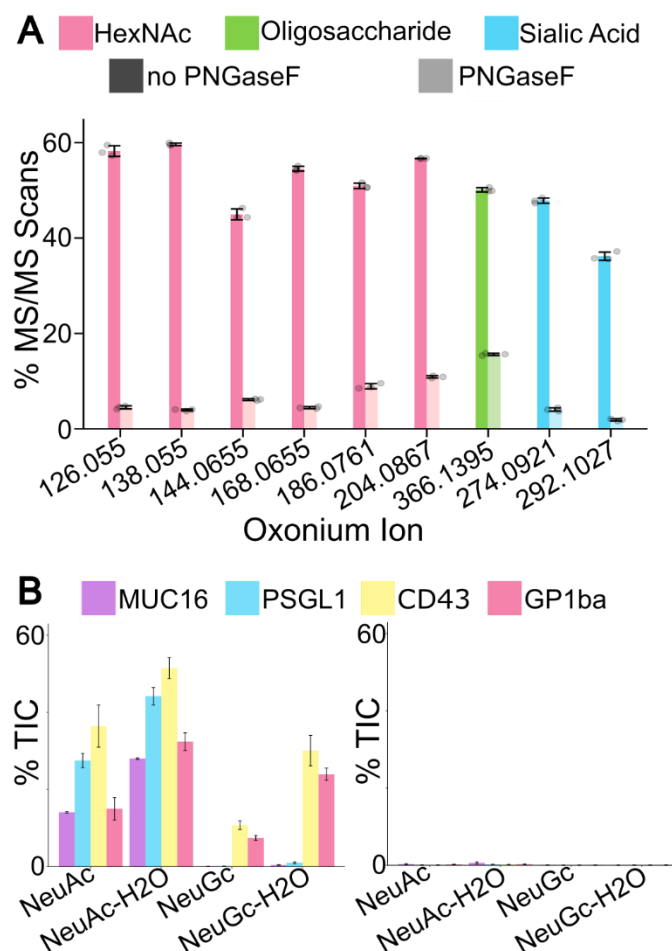 A
HexNAc Oligosaccharide Sialic Acid
no PNGaseF PNGaseF
% MS/MS Scans
60
40
20
0
126.055 138.055 144.0655 168.0655 186.0761 204.0867 366.1395 274.0921 292.1027
Oxonium Ion
B
MUC16 PSGL1 CD43 GP1ba
60 60
% TIC % TIC
0 0
NeuAc NeuAc-H2O NeuGc NeuGc-H2O NeuAc NeuAc-H2O NeuGc NeuGc-H2O